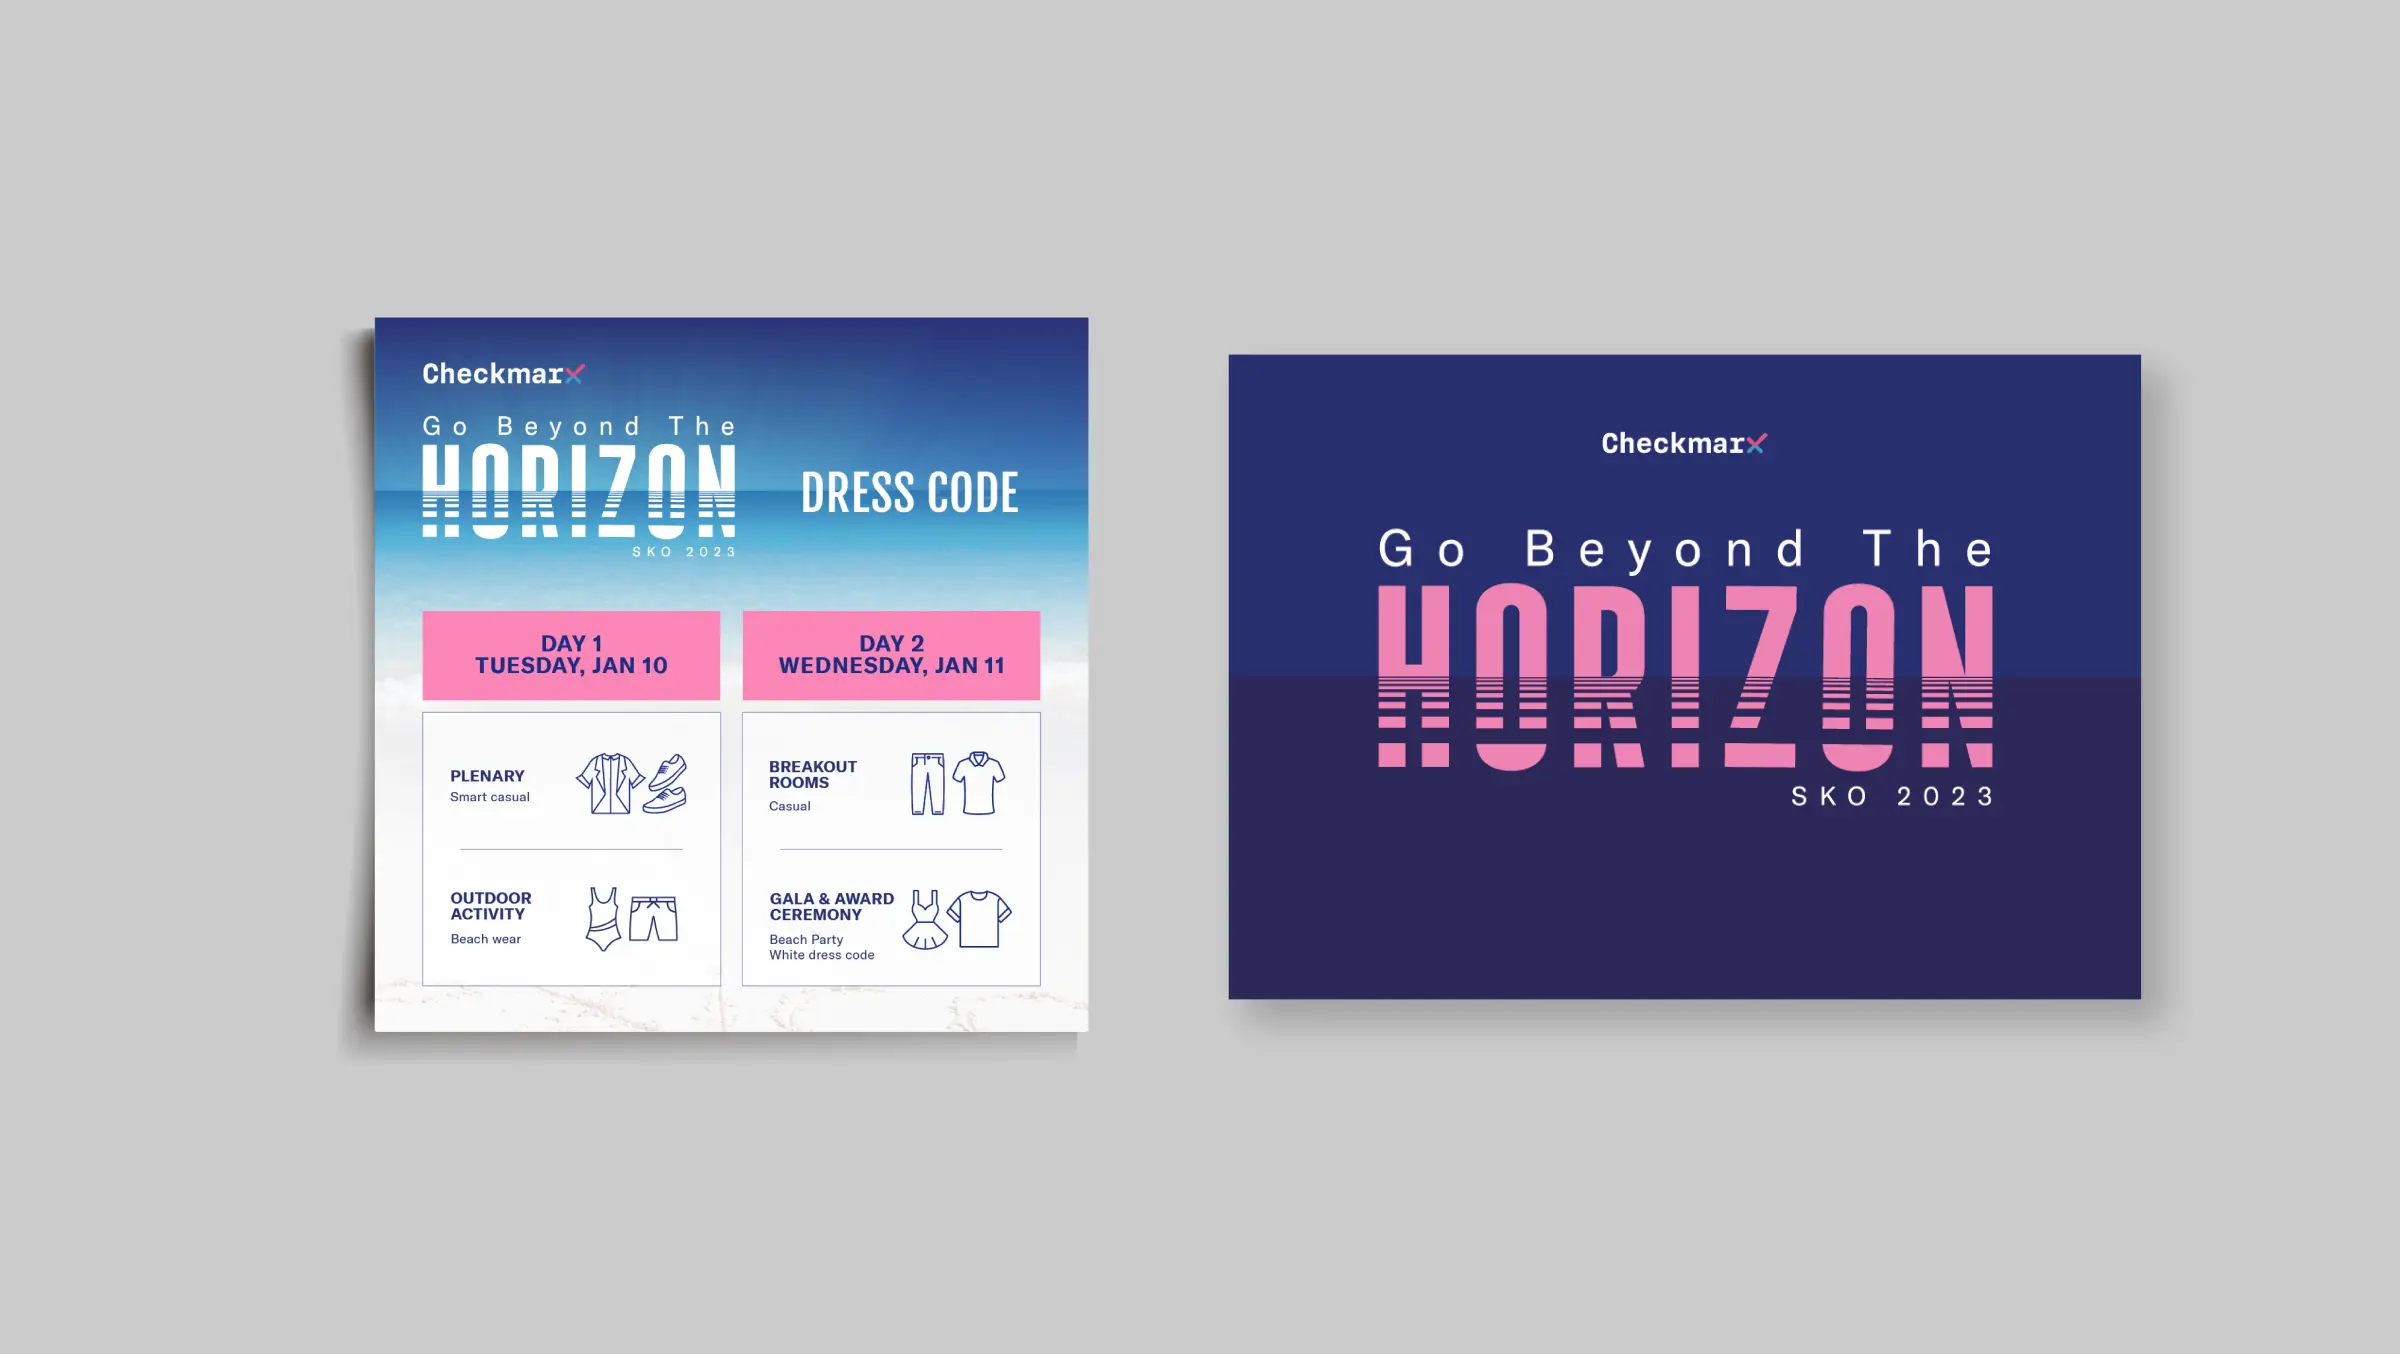 Checkmarx
Go Beyond The
HORIZON
SKO 2023
DRESS CODE
DAY 1
TUESDAY, JAN 10
PLENARY
Smart casual
OUTDOOR
ACTIVITY
Beach wear
DAY 2
WEDNESDAY, JAN 11
BREAKOUT
ROOMS
Casual
GALA & AWARD
CEREMONY
Beach Party
White dress code
Checkmarx
Go Beyond The
HORIZON
SKO 2023